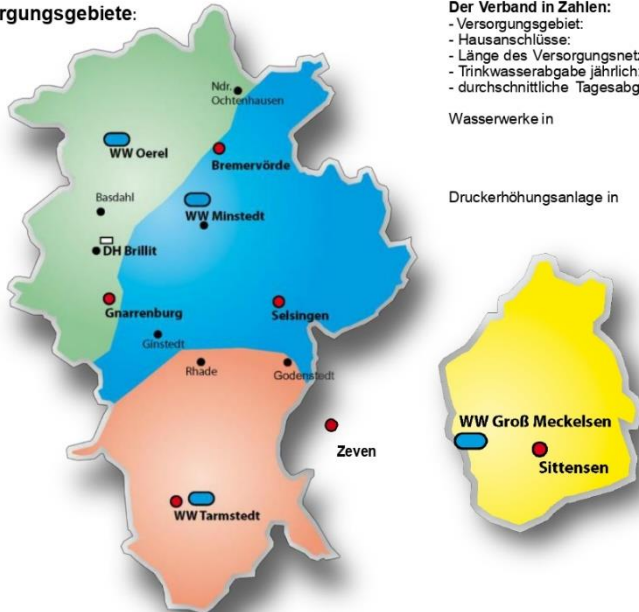 rgungsgebiete:
Der Verband in Zahlen:
- Versorgungsgebiet:
- Hausanschlüsse:
- Länge des Versorgungsnetz
- Trinkwasserabgabe jährlich:
- durchschnittliche Tagesabg
Wasserwerke in
Druckerhöhungsanlage in
Ndr.
Ochtenhausen
WW Oerel
Bremervörde
Basdahl
WW Minstedt
DH Brillit
Gnarrenburg
Selsingen
Ginstedt
Rhade
Godenstedt
Zeven
WW Tarmstedt
WW Groß Meckelsen
Sittensen